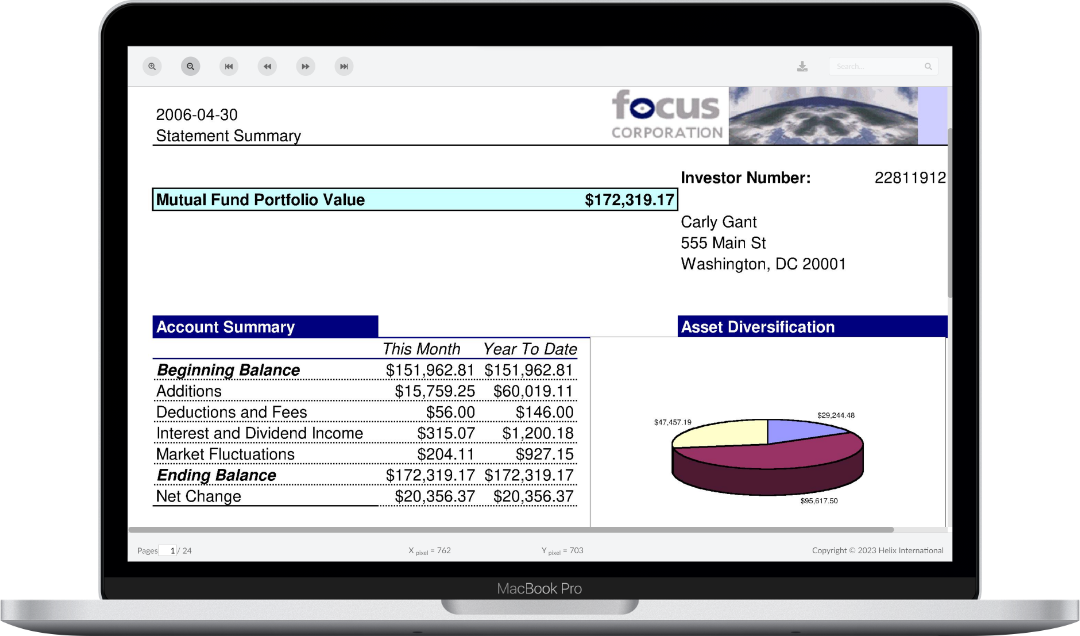 Search...
2006-04-30
Statement Summary
focus
CORPORATION
Investor Number: 22811912
Mutual Fund Portfolio Value $172,319.17
Carly Gant
555 Main St
Washington, DC 20001
Account Summary
This Month Year To Date
Beginning Balance $151,962.81 $151,962.81
Additions $15,759.25 $60,019.11
Deductions and Fees $56.00 $146.00
Interest and Dividend Income $315.07 $1,200.18
Market Fluctuations $204.11 $927.15
Ending Balance $172,319.17 $172,319.17
Net Change $20,356.37 $20,356.37
Asset Diversification
$47,457.19
$29,244.48
$95,617.50
Pages 1 / 24
X pixel = 762
Y pixel = 703
Copyright © 2023 Helix International
MacBook Pro